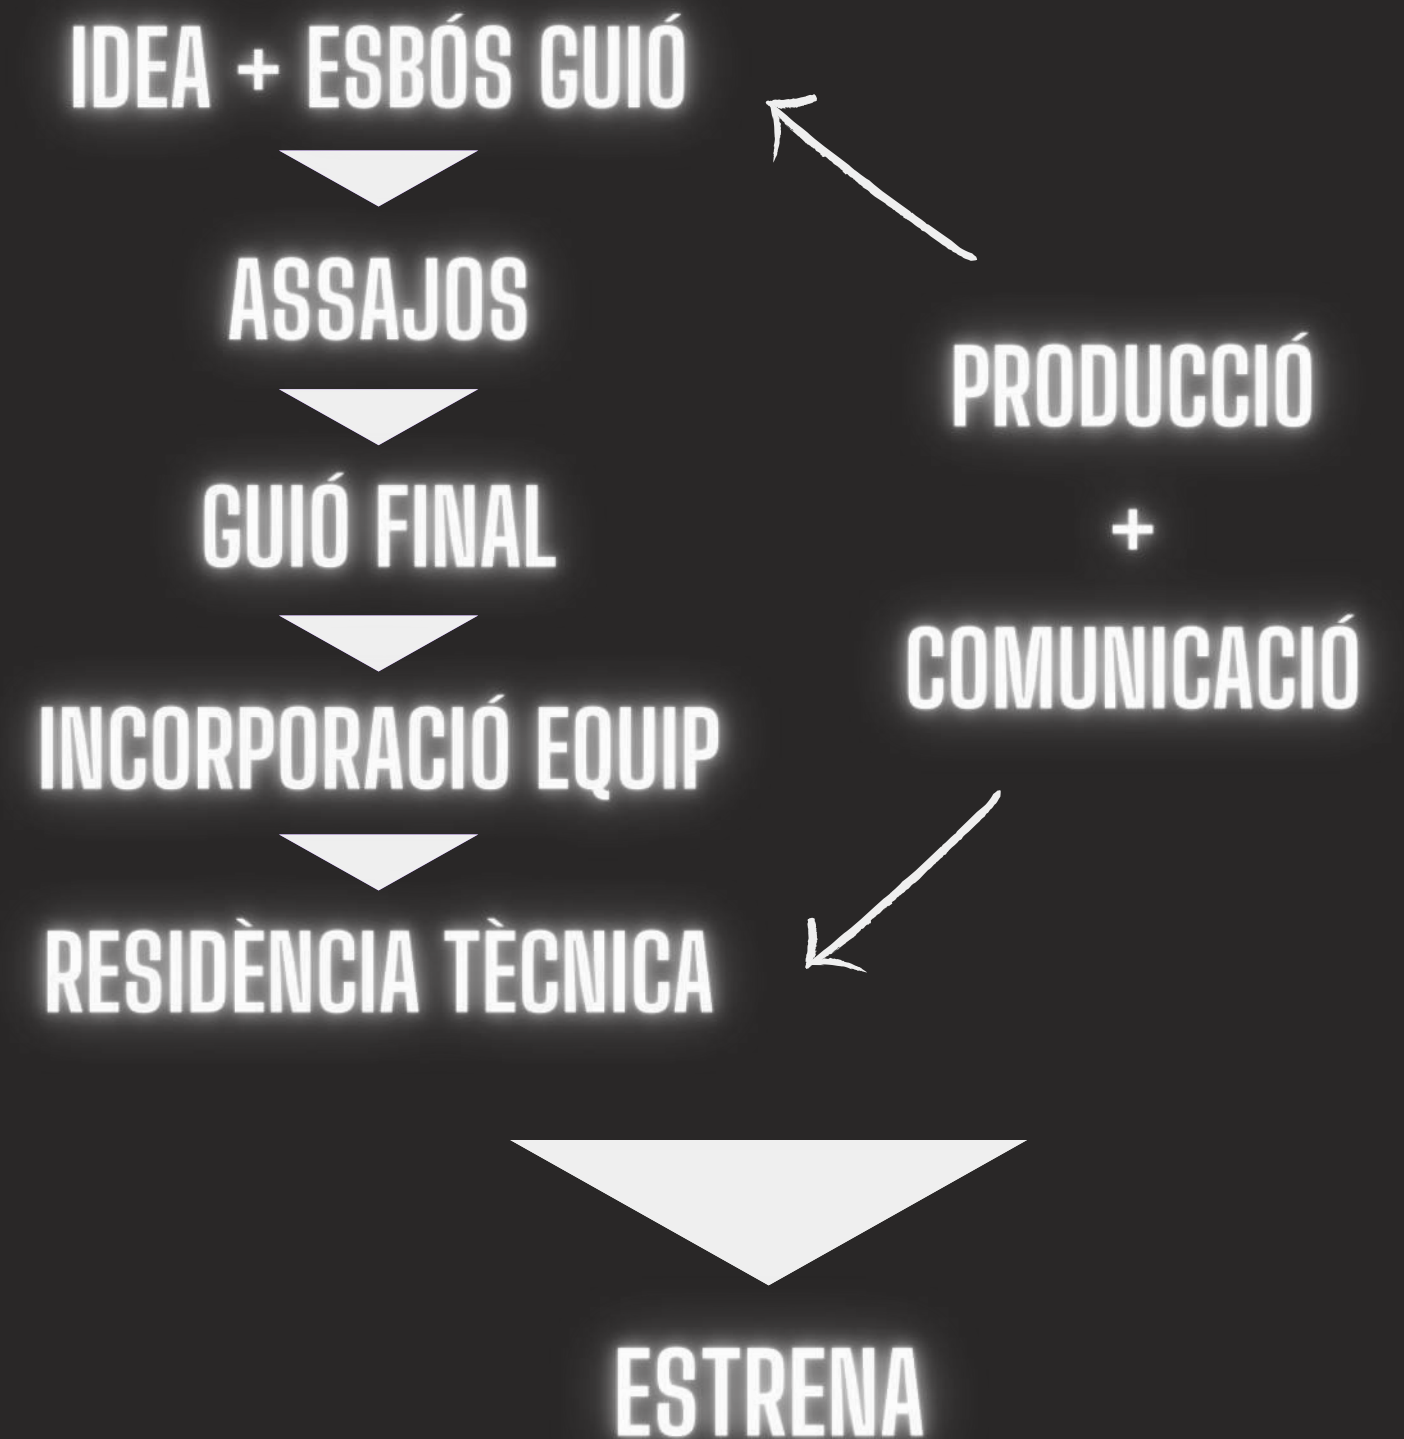 IDEA + ESBÓS GUIÓ
ASSAJOS
GUIÓ FINAL
INCORPORACIÓ EQUIP
RESIDÈNCIA TÈCNICA
PRODUCCIÓ
+
COMUNICACIÓ
ESTRENA